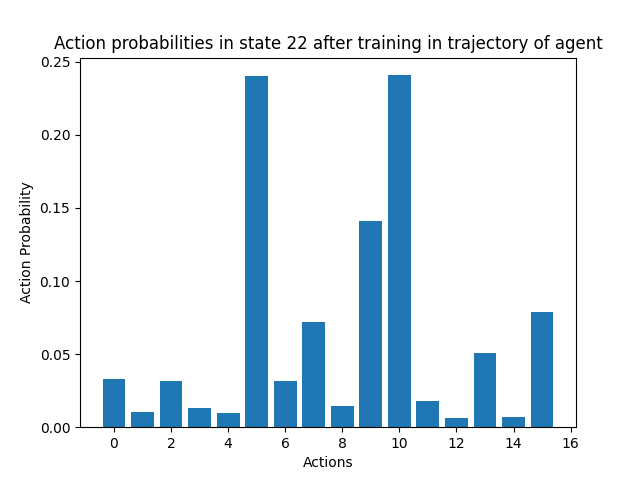 Action probabilities in state 22 after training in trajectory of agent
0.25
0.20
0.15
0.10
0.05
0.00
Action Probability
0 2 4 6 8 10 12 14 16
Actions